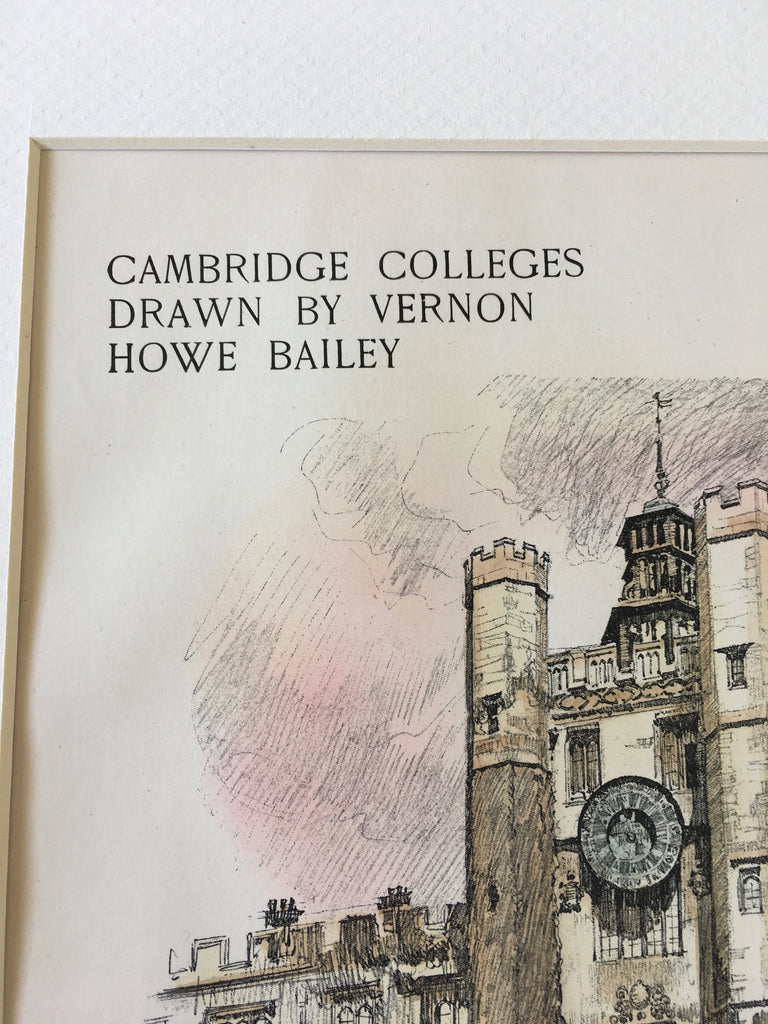 CAMBRIDGE COLLEGES
DRAWN BY VERNON
HOWE BAILEY